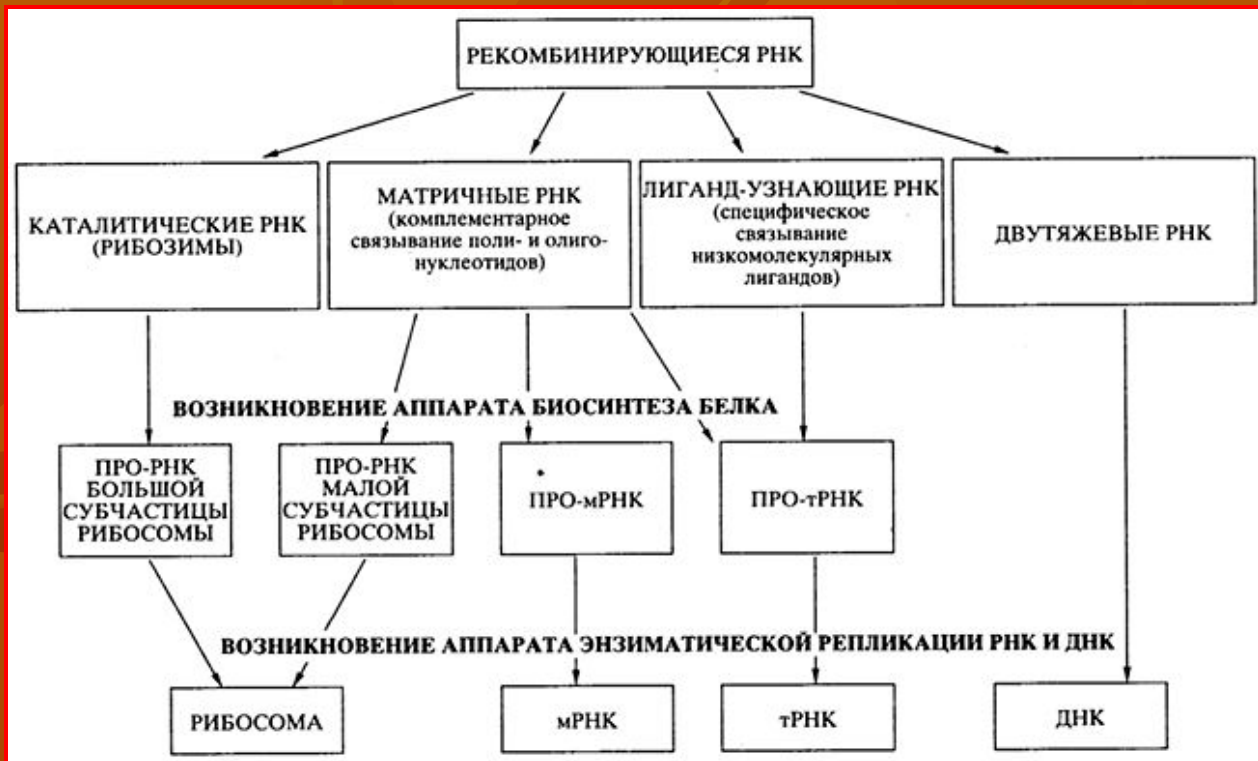 РЕКОМБИНИРУЮЩИЕСЯ РНК
КАТАЛИТИЧЕСКИЕ РНК
(РИБОЗИМЫ)
МАТРИЧНЫЕ РНК
(комплементарное
связывание поли- и олиго-
нуклеотидов)
ЛИГАНД-УЗНАЮЩИЕ РНК
(специфическое
связывание
низкомолекулярных
лигандов)
ДВУТЯЖЕВЫЕ РНК
ВОЗНИКНОВЕНИЕ АППАРАТА БИОСИНТЕЗА БЕЛКА
ПРО-РНК
БОЛЬШОЙ
СУБЧАСТИЦЫ
РИБОСОМЫ
ПРО-РНК
МАЛОЙ
СУБЧАСТИЦЫ
РИБОСОМЫ
ПРО-мРНК
ПРО-тРНК
ВОЗНИКНОВЕНИЕ АППАРАТА ЭНЗИМАТИЧЕСКОЙ РЕПЛИКАЦИИ РНК И ДНК
РИБОСОМА
мРНК
тРНК
ДНК